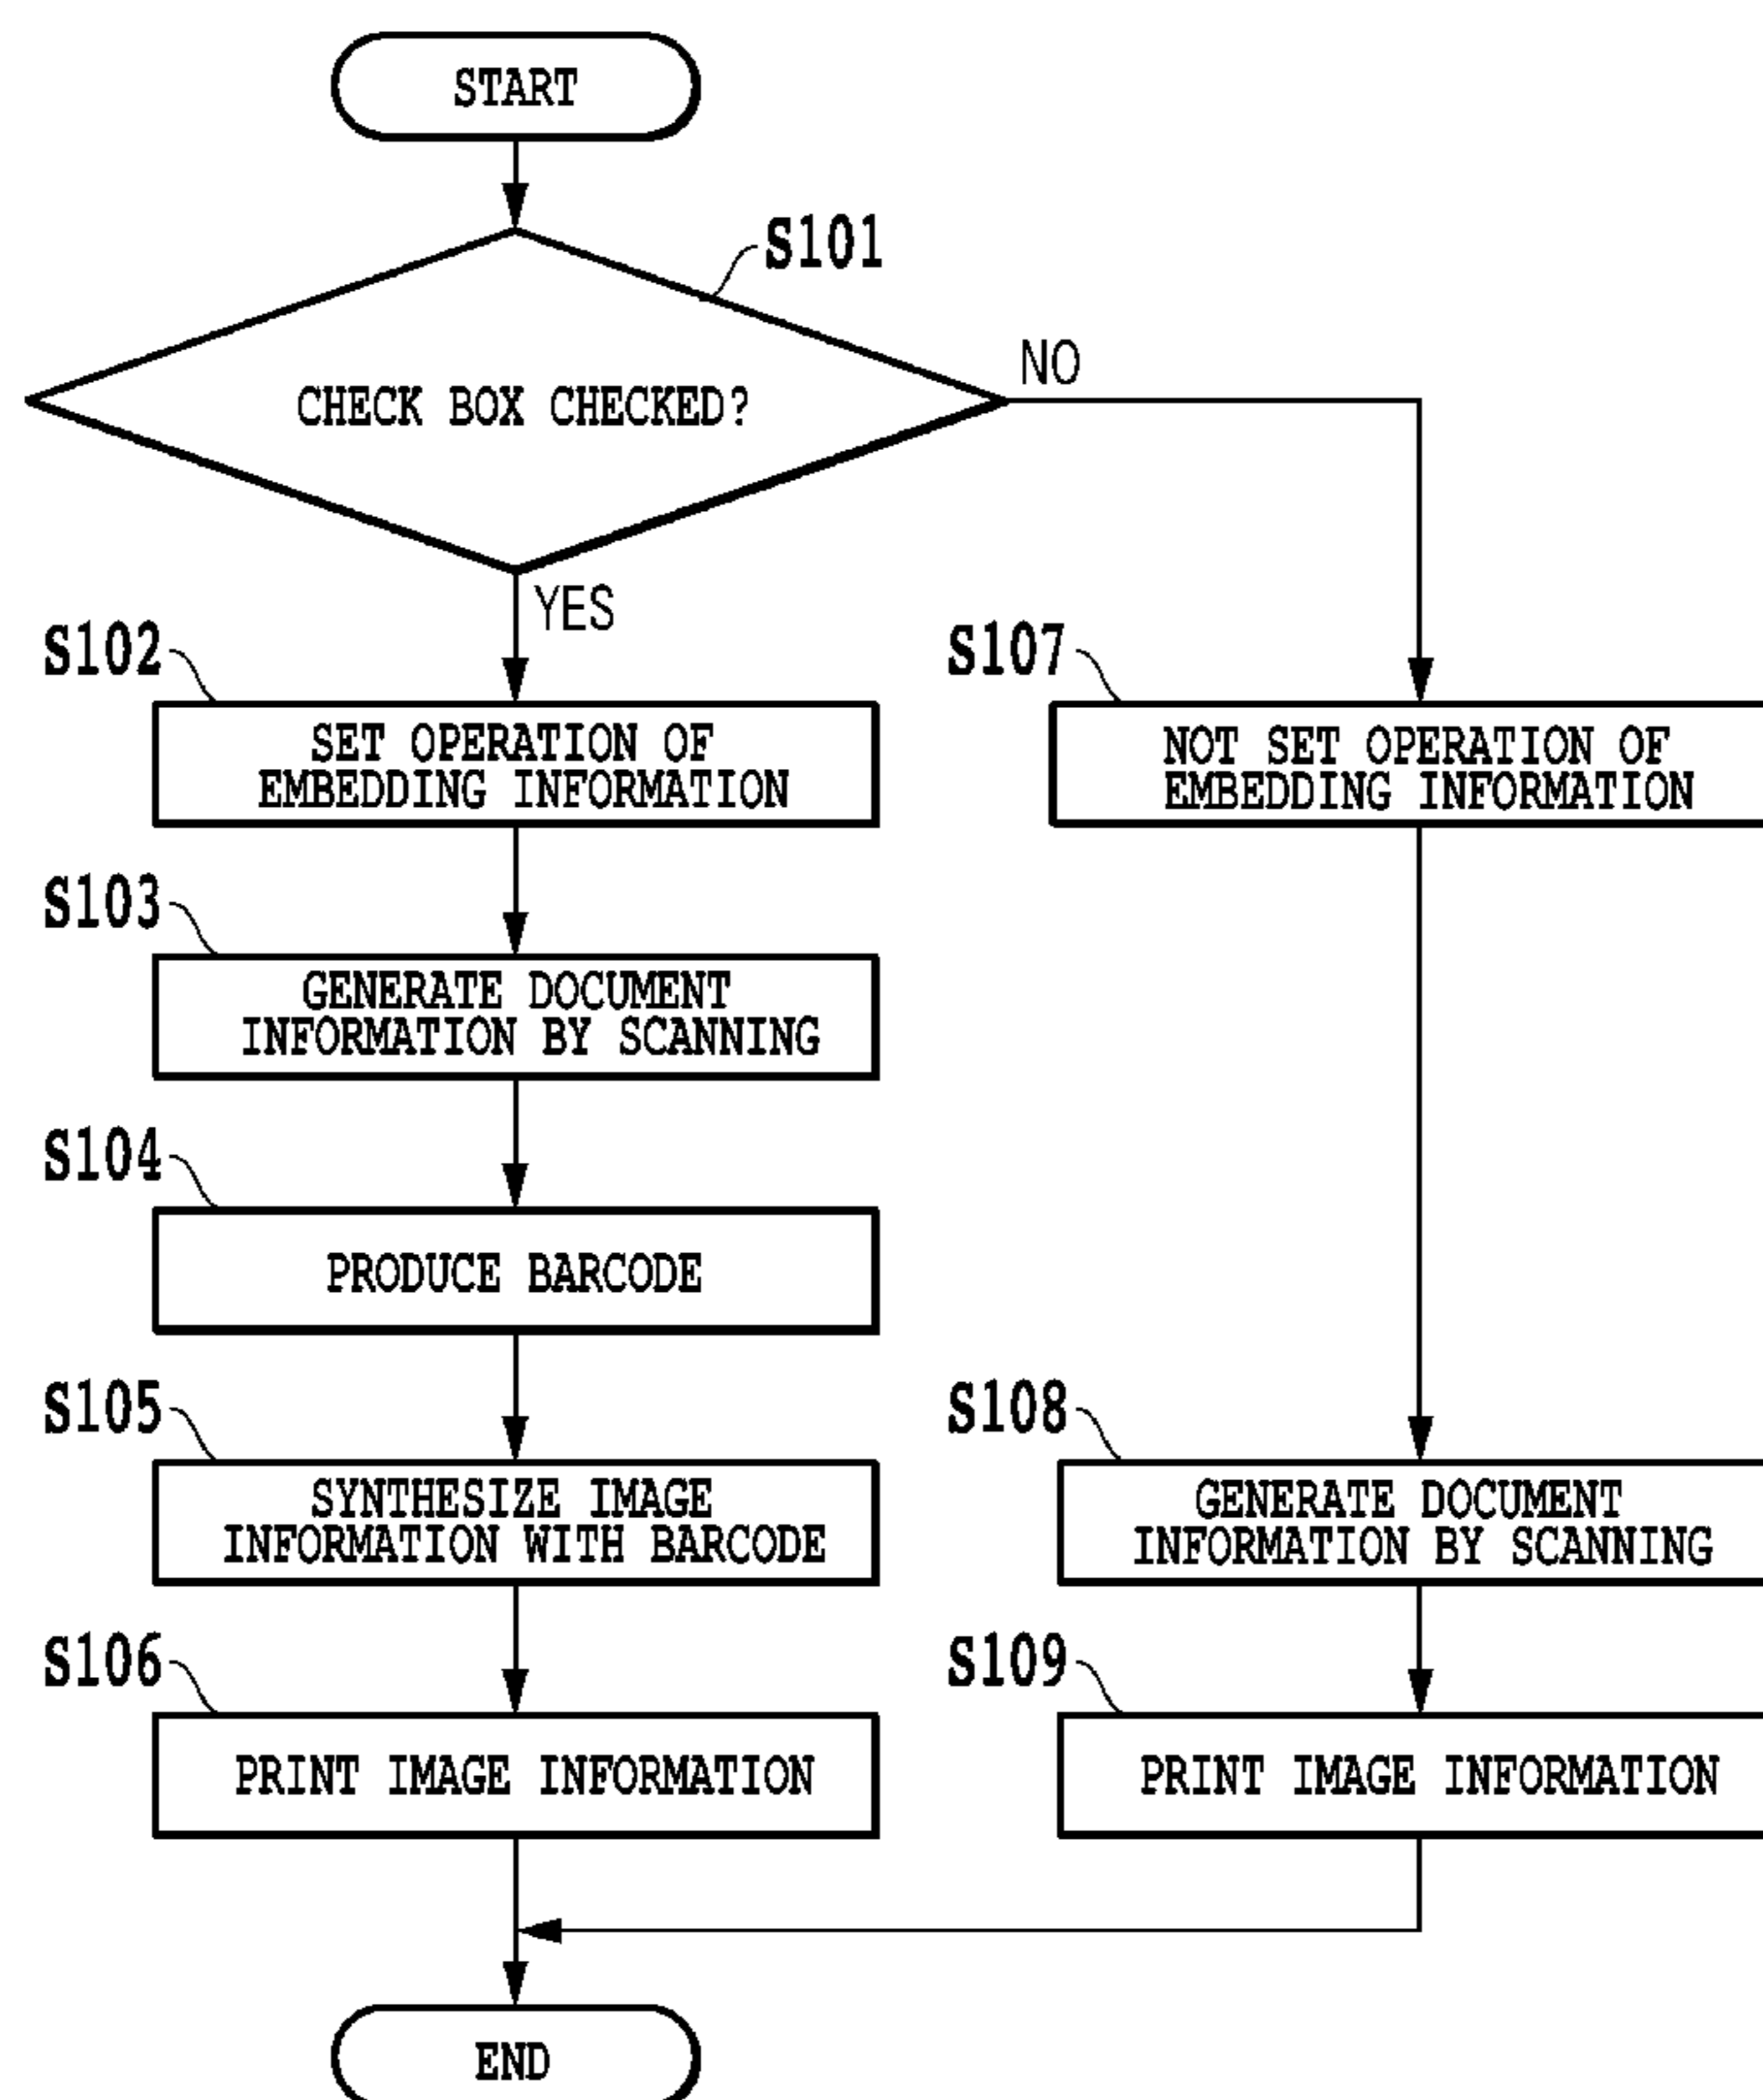 START
S101
CHECK BOX CHECKED?
NO
YES
S102
SET OPERATION OF
EMBEDDING INFORMATION
S107
NOT SET OPERATION OF
EMBEDDING INFORMATION
S103
GENERATE DOCUMENT
INFORMATION BY SCANNING
S104
PRODUCE BARCODE
S105
SYNTHESIZE IMAGE
INFORMATION WITH BARCODE
S108
GENERATE DOCUMENT
INFORMATION BY SCANNING
S106
PRINT IMAGE INFORMATION
S109
PRINT IMAGE INFORMATION
END